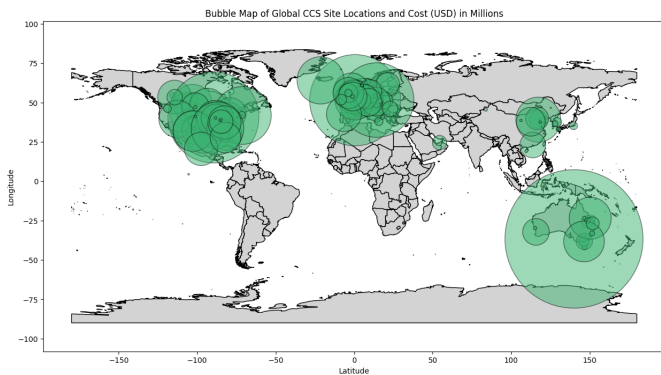 Bubble Map of Global CCS Site Locations and Cost (USD) in Millions
100
75
50
25
0
−25
−50
−75
−100
Longitude
−150 −100 −50 0 50 100 150
Latitude